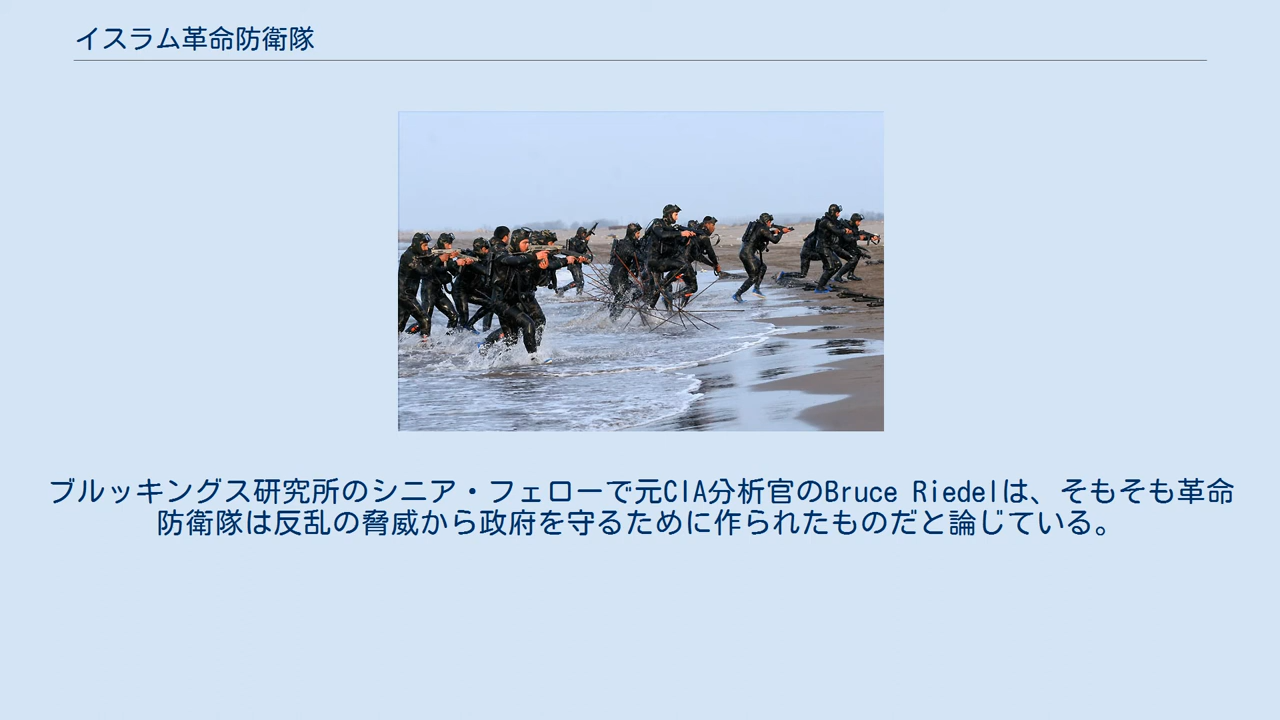 イスラム革命防衛隊
ブルッキングス研究所のシニア・フェローで元CIA分析官のBruce Riedelは、そもそも革命
防衛隊は反乱の脅威から政府を守るために作られたものだと論じている。